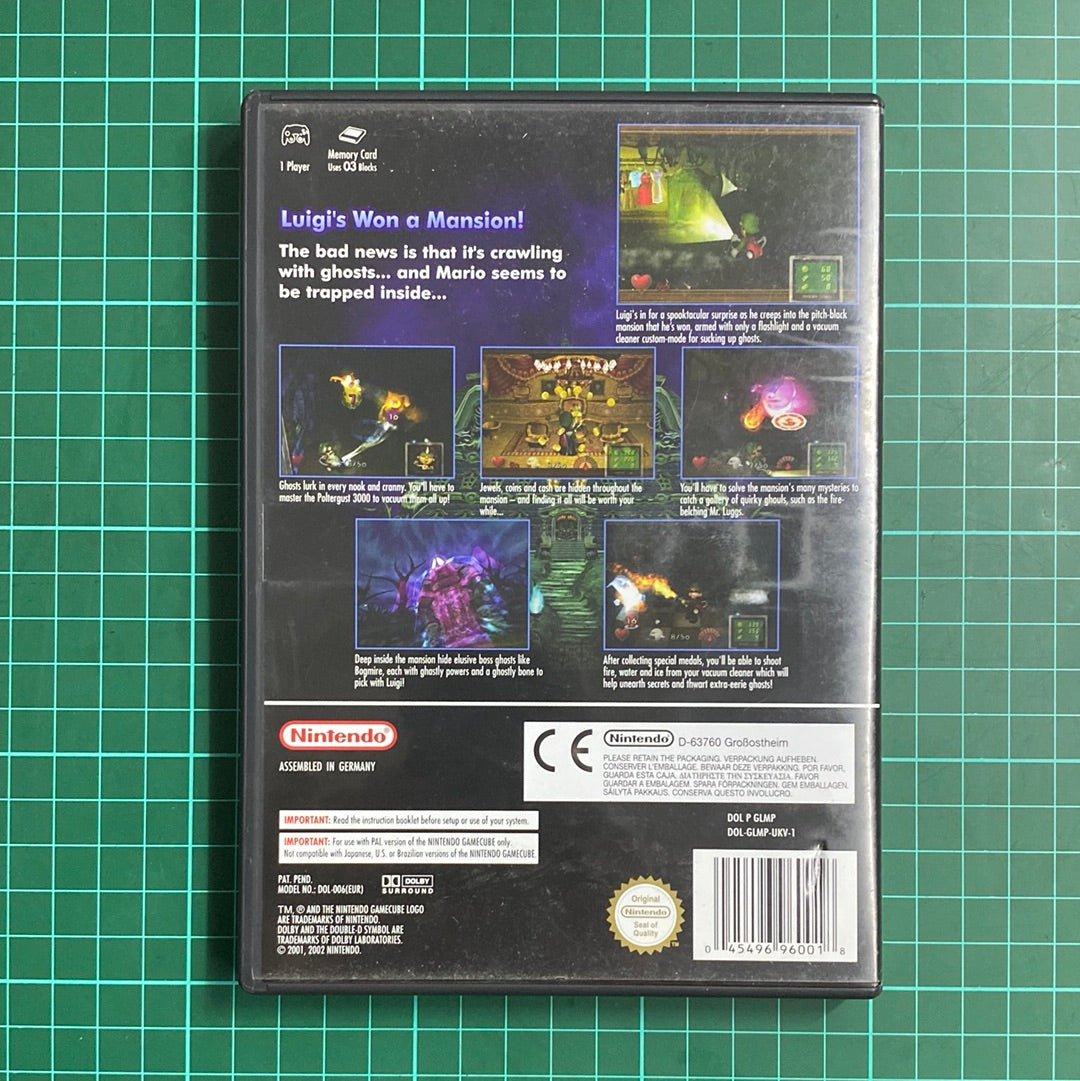 1 Player
Memory Card
Uses 03 Blocks
Luigi's Won a Mansion!
The bad news is that it's crawling
with ghosts... and Mario seems to
be trapped inside...
Luigi's in for a spooktacular surprise as he creeps into the pitch-black
mansion that he's won, armed with only a flashlight and a vacuum
cleaner custom-made for sucking up ghosts.
Ghosts lurk in every nook and cranny. You'll have to
master the Poltergust 3000 to vacuum them all up!
Jewels, coins and cash are hidden throughout the
mansion – and finding it all will be worth your
while...
You'll have to solve the mansion's many mysteries to
catch a gallery of quirky ghouls, such as the fire-
belching Mr. Luggs.
Deep inside the mansion hide elusive boss ghosts like
Bogmire, each with ghostly powers and a ghostly bone to
pick with Luigi!
After collecting special medals, you'll be able to shoot
fire, water and ice from your vacuum cleaner which will
help unearth secrets and thwart extra-eerie ghosts!
Nintendo
ASSEMBLED IN GERMANY
CE
Nintendo D-63760 Großostheim
PLEASE RETAIN THE PACKAGING. VERPACKUNG AUFHEBEN.
CONSERVER L'EMBALLAGE. BEWAAR DEZE VERPAKKING. POR FAVOR,
GUARDA ESTA CAJA. ΔΙΑΤΗΡΗΣΤΕ ΤΗΝ ΣΥΣΚΕΥΑΣΙΑ. FAVOR
GUARDAR A EMBALAGEM. SPARA FÖRPACKNINGEN. GEM EMBALLAGEN.
SÄILYTÄ PAKKAUS. CONSERVA QUESTO INVOLUCRO.
IMPORTANT: Read the instruction booklet before setup or use of your system.
IMPORTANT: For use with PAL version of the NINTENDO GAMECUBE only.
Not compatible with Japanese, U.S. or Brazilian versions of the NINTENDO GAMECUBE.
DOL P GLMP
DOL-GLMP-UKV-1
PAT. PEND.
MODEL NO.: DOL-006(EUR)
DOLBY
SURROUND
TM, ® AND THE NINTENDO GAMECUBE LOGO
ARE TRADEMARKS OF NINTENDO.
DOLBY AND THE DOUBLE-D SYMBOL ARE
TRADEMARKS OF DOLBY LABORATORIES.
© 2001, 2002 NINTENDO.
Original
Nintendo
Seal of
Quality
TM
0 45496 96001 8